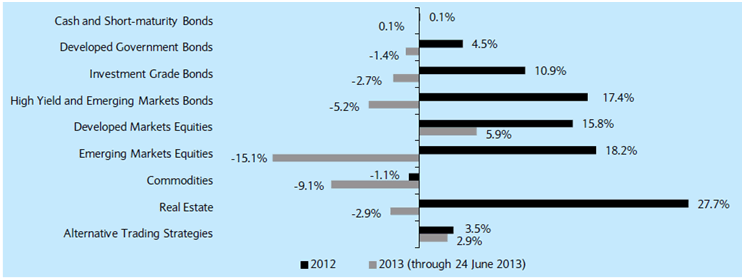 Cash and Short-maturity Bonds
0.1%
0.1%
Developed Government Bonds
4.5%
-1.4%
Investment Grade Bonds
10.9%
-2.7%
High Yield and Emerging Markets Bonds
17.4%
-5.2%
Developed Markets Equities
15.8%
5.9%
Emerging Markets Equities
18.2%
-15.1%
Commodities
-1.1%
-9.1%
Real Estate
27.7%
-2.9%
Alternative Trading Strategies
3.5%
2.9%
2012 2013 (through 24 June 2013)